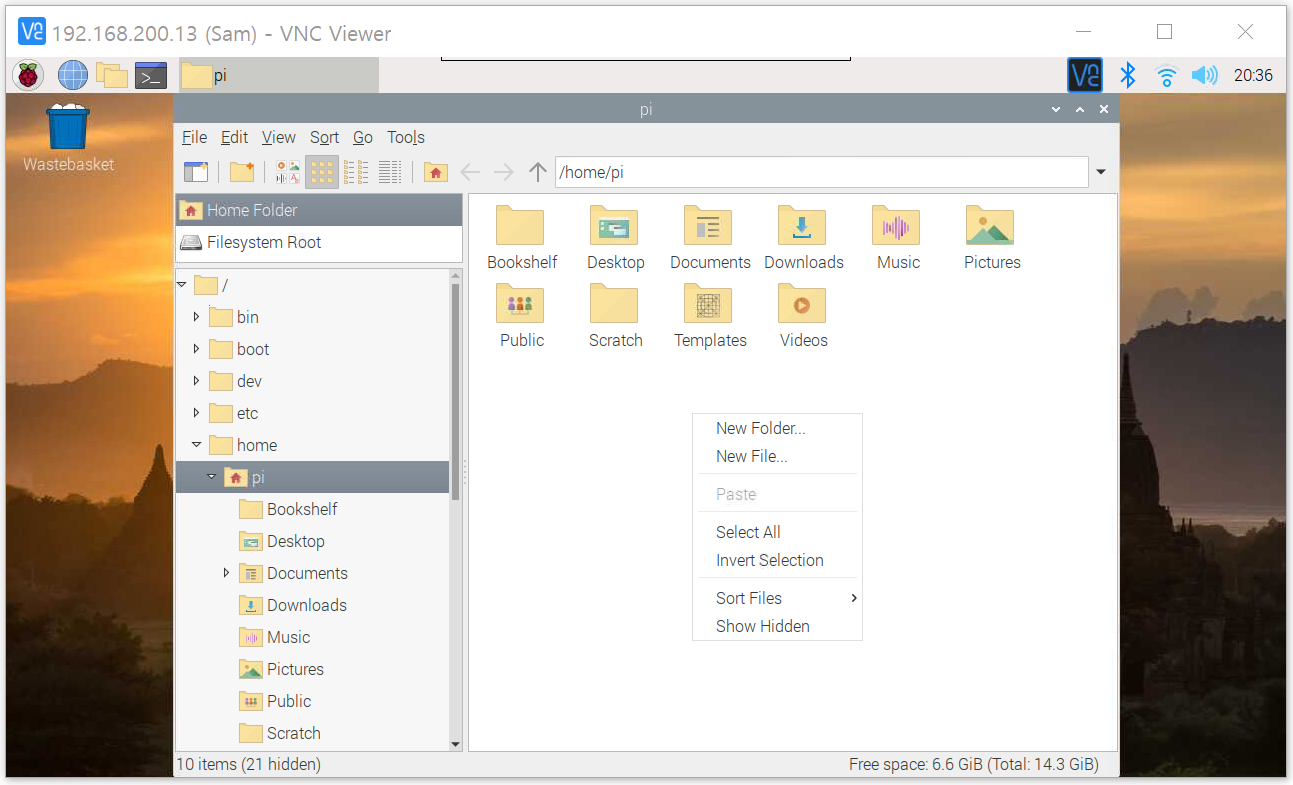 192.168.200.13 (Sam) - VNC Viewer
pi
20:36
Wastebasket
pi
File Edit View Sort Go Tools
/home/pi
Home Folder
Filesystem Root
/
bin
boot
dev
etc
home
pi
Bookshelf
Desktop
Documents
Downloads
Music
Pictures
Public
Scratch
Bookshelf Desktop Documents Downloads Music Pictures
Public Scratch Templates Videos
New Folder...
New File...
Paste
Select All
Invert Selection
Sort Files
Show Hidden
10 items (21 hidden)
Free space: 6.6 GiB (Total: 14.3 GiB)